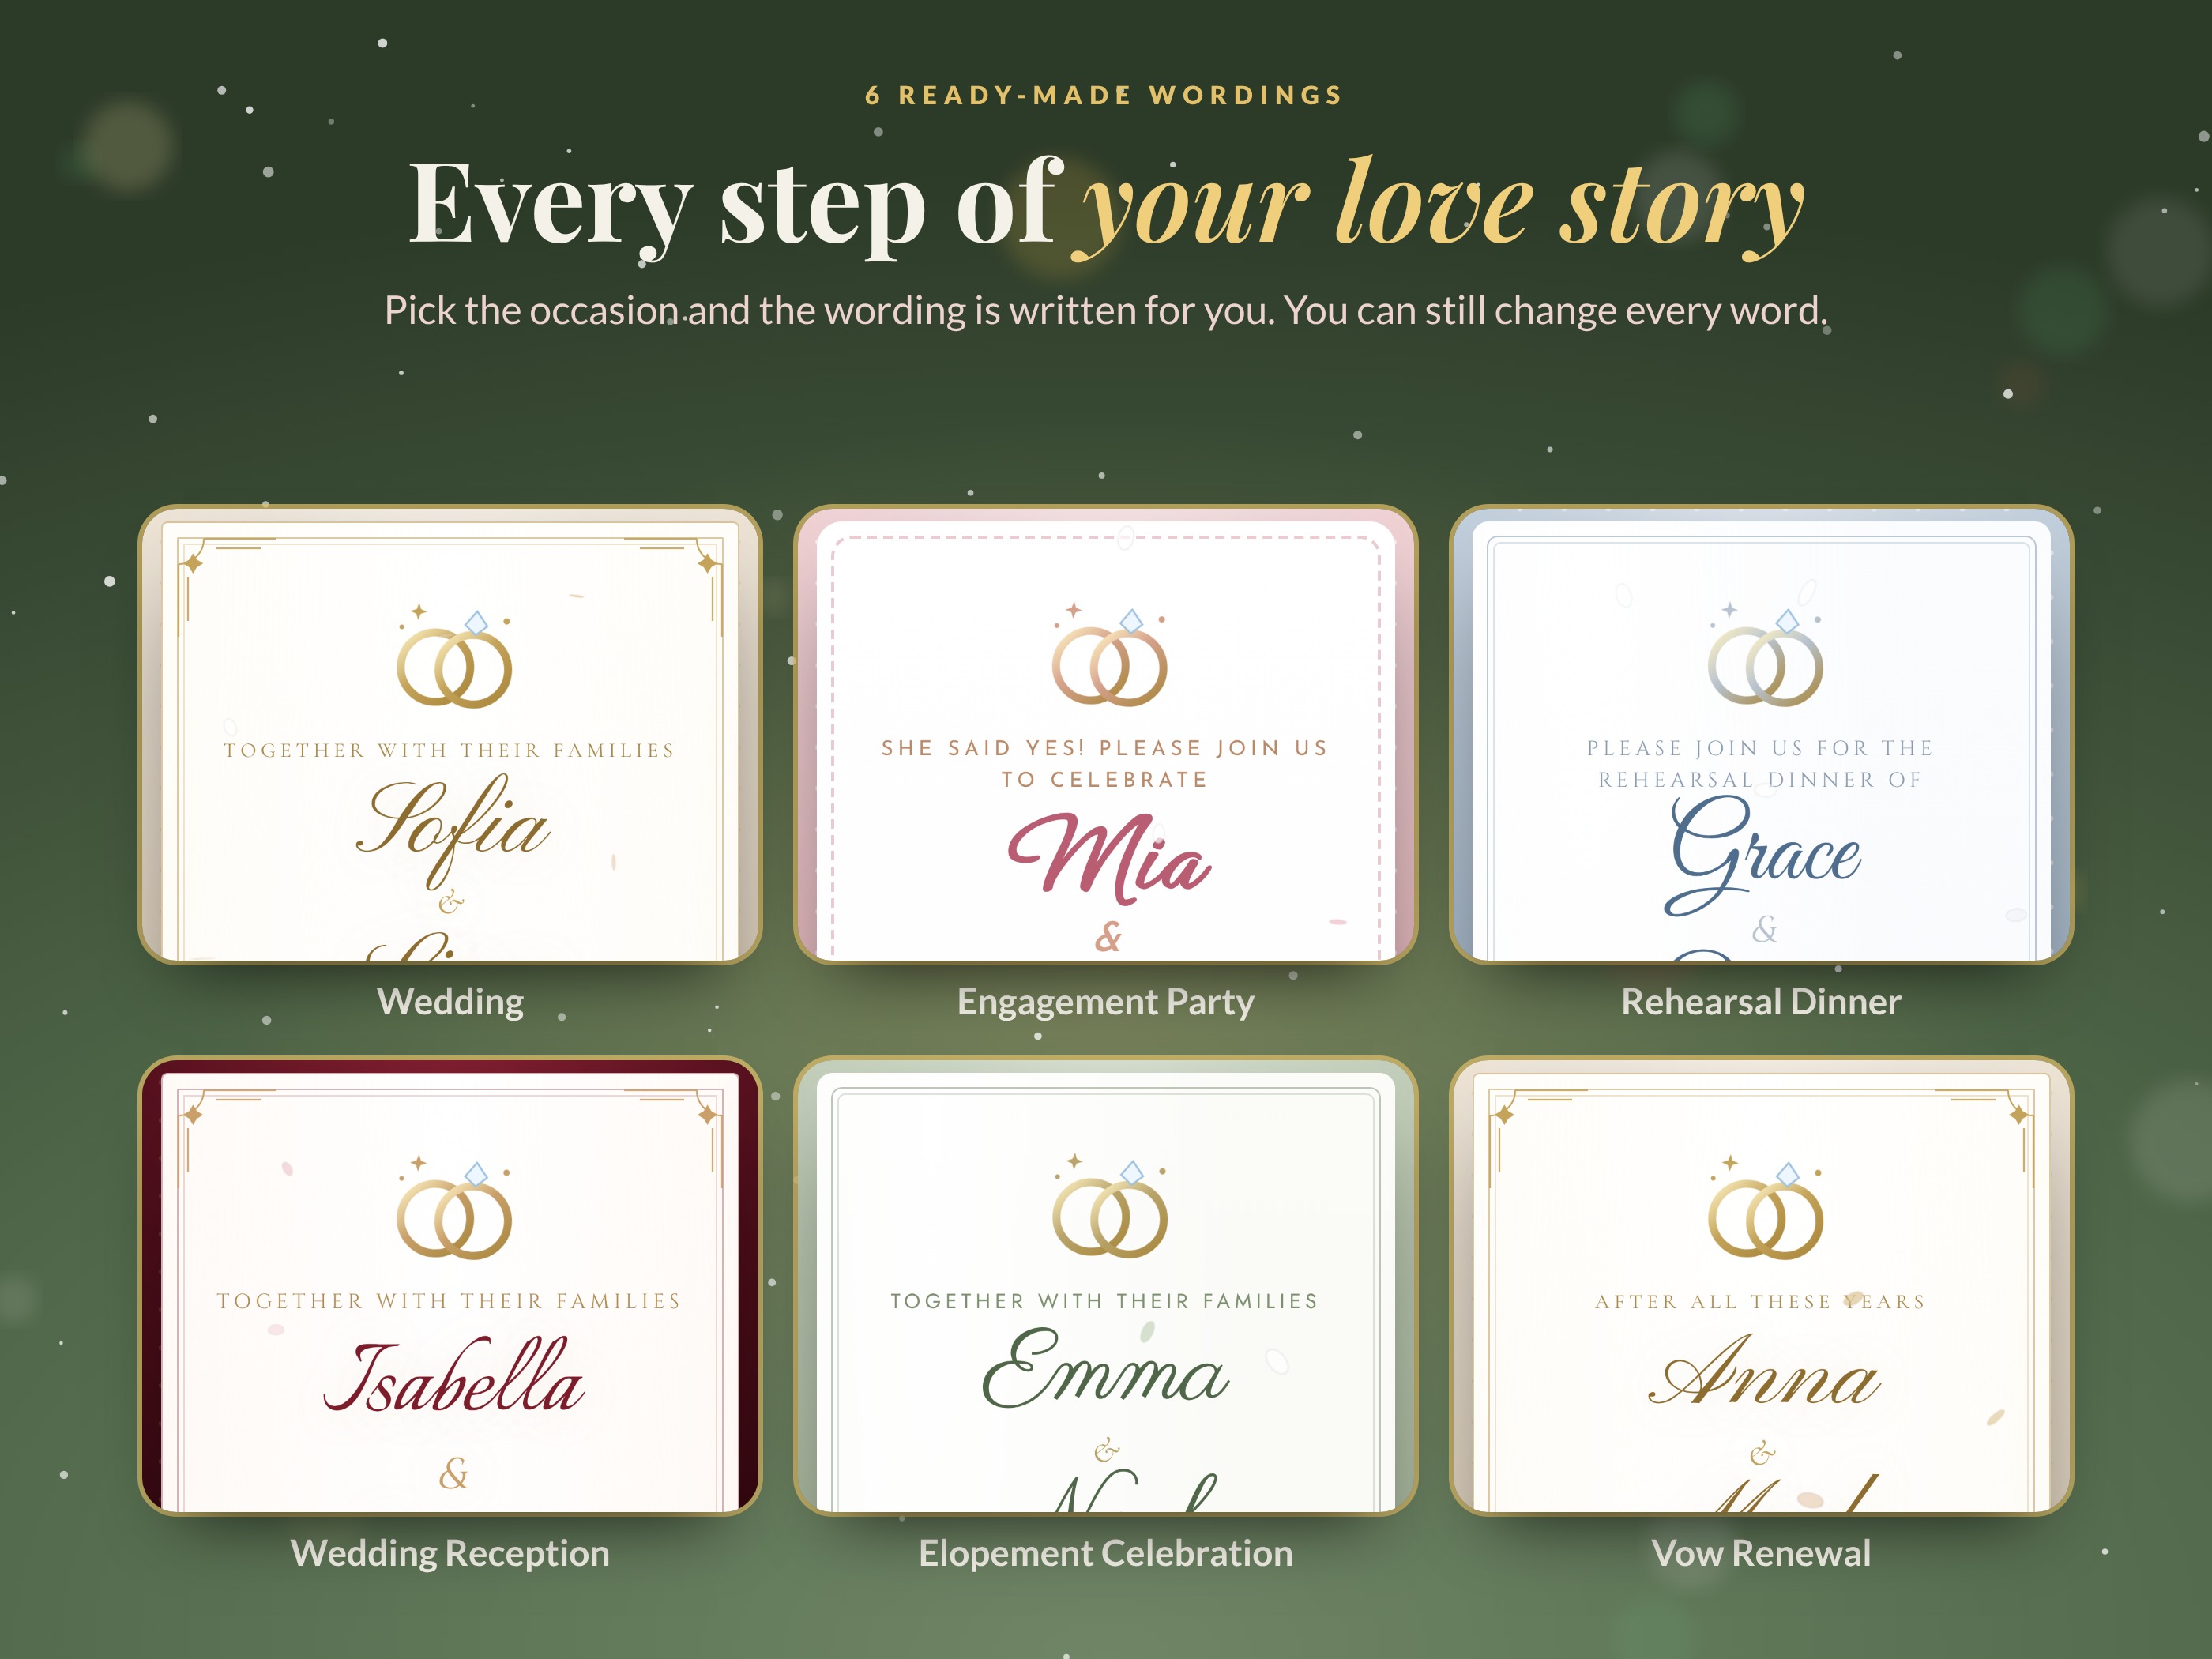 6 READY-MADE WORDINGS
Every step of your love story
Pick the occasion and the wording is written for you. You can still change every word.
TOGETHER WITH THEIR FAMILIES
Sofia
&
Wedding
SHE SAID YES! PLEASE JOIN US
TO CELEBRATE
Mia
&
Engagement Party
PLEASE JOIN US FOR THE
REHEARSAL DINNER OF
Grace
&
Rehearsal Dinner
TOGETHER WITH THEIR FAMILIES
Isabella
&
Wedding Reception
TOGETHER WITH THEIR FAMILIES
Emma
&
Elopement Celebration
AFTER ALL THESE YEARS
Anna
&
Vow Renewal